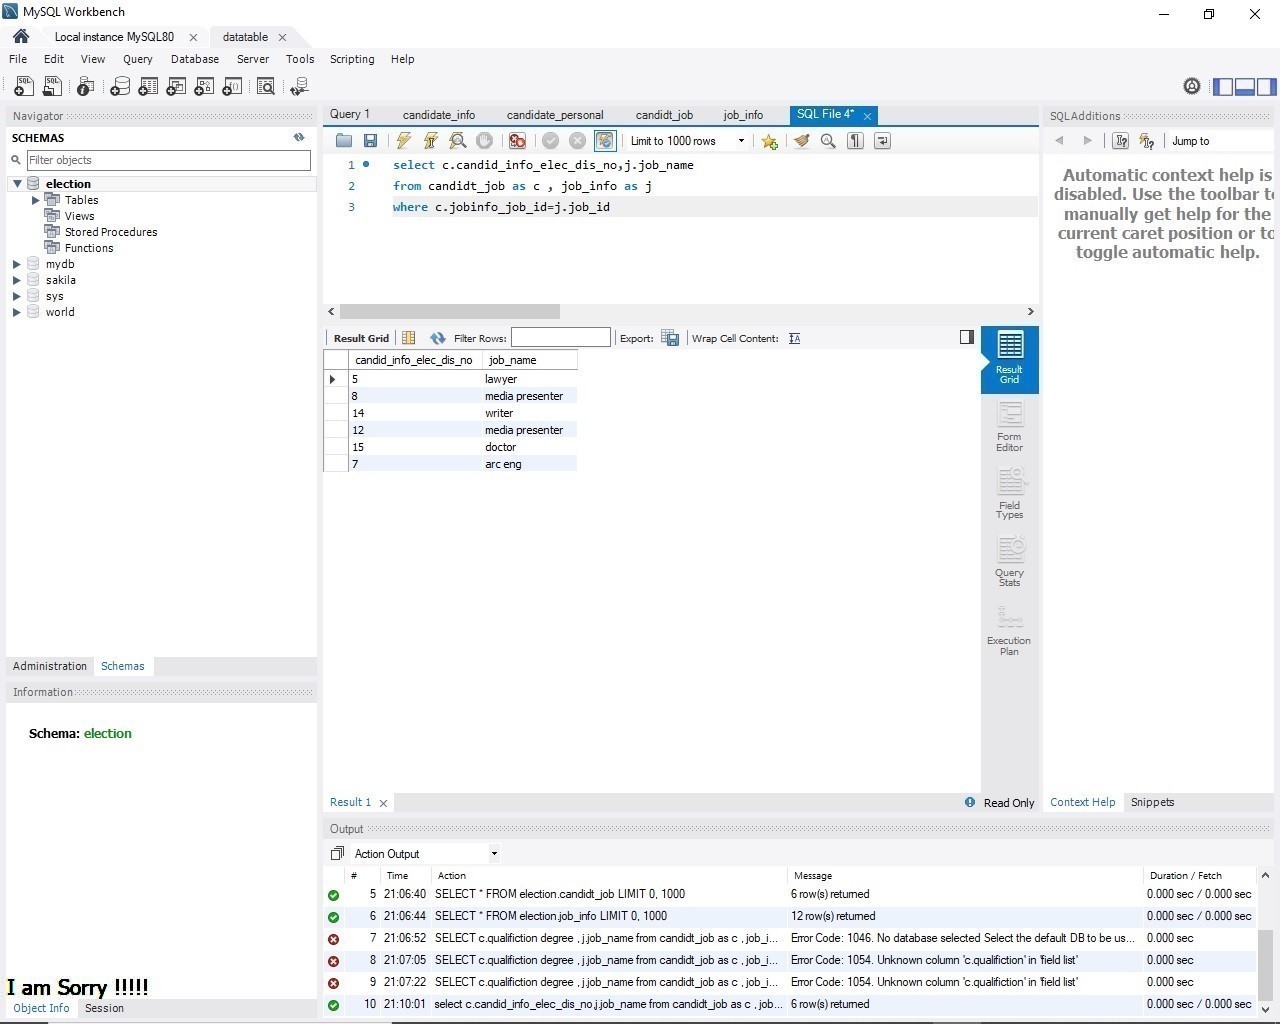 MySQL Workbench
Local instance MySQL80
datatable
File Edit View Query Database Server Tools Scripting Help
Navigator
SCHEMAS
Filter objects
election
Tables
Views
Stored Procedures
Functions
mydb
sakila
sys
world
Administration Schemas
Information
Schema: election
I am Sorry !!!!!
Object Info Session
Query 1 candidate_info candidate_personal candidt_job job_info SQL File 4*
Limit to 1000 rows
1 select c.candid_info_elec_dis_no,j.job_name
2 from candidt_job as c , job_info as j
3 where c.jobinfo_job_id=j.job_id
Result Grid Filter Rows: Export: Wrap Cell Content:
candid_info_elec_dis_no job_name
5 lawyer
8 media presenter
14 writer
12 media presenter
15 doctor
7 arc eng
Result
Grid
Form
Editor
Field
Types
Query
Stats
Execution
Plan
Result 1
Read Only
SQLAdditions
Jump to
Automatic context help is
disabled. Use the toolbar to
manually get help for the
current caret position or to
toggle automatic help.
Context Help Snippets
Output
Action Output
# Time Action Message Duration / Fetch
5 21:06:40 SELECT * FROM election.candidt_job LIMIT 0, 1000 6 row(s) returned 0.000 sec / 0.000 sec
6 21:06:44 SELECT * FROM election.job_info LIMIT 0, 1000 12 row(s) returned 0.000 sec / 0.000 sec
7 21:06:52 SELECT c.qualifiction degree , j.job_name from candidt_job as c , job_i... Error Code: 1046. No database selected Select the default DB to be us... 0.000 sec
8 21:07:05 SELECT c.qualifiction degree , j.job_name from candidt_job as c , job_i... Error Code: 1054. Unknown column 'c.qualifiction' in 'field list' 0.000 sec
9 21:07:22 SELECT c.qualifiction degree , j.job_name from candidt_job as c , job_i... Error Code: 1054. Unknown column 'c.qualifiction' in 'field list' 0.000 sec
10 21:10:01 select c.candid_info_elec_dis_no,j.job_name from candidt_job as c , job... 6 row(s) returned 0.000 sec / 0.000 sec